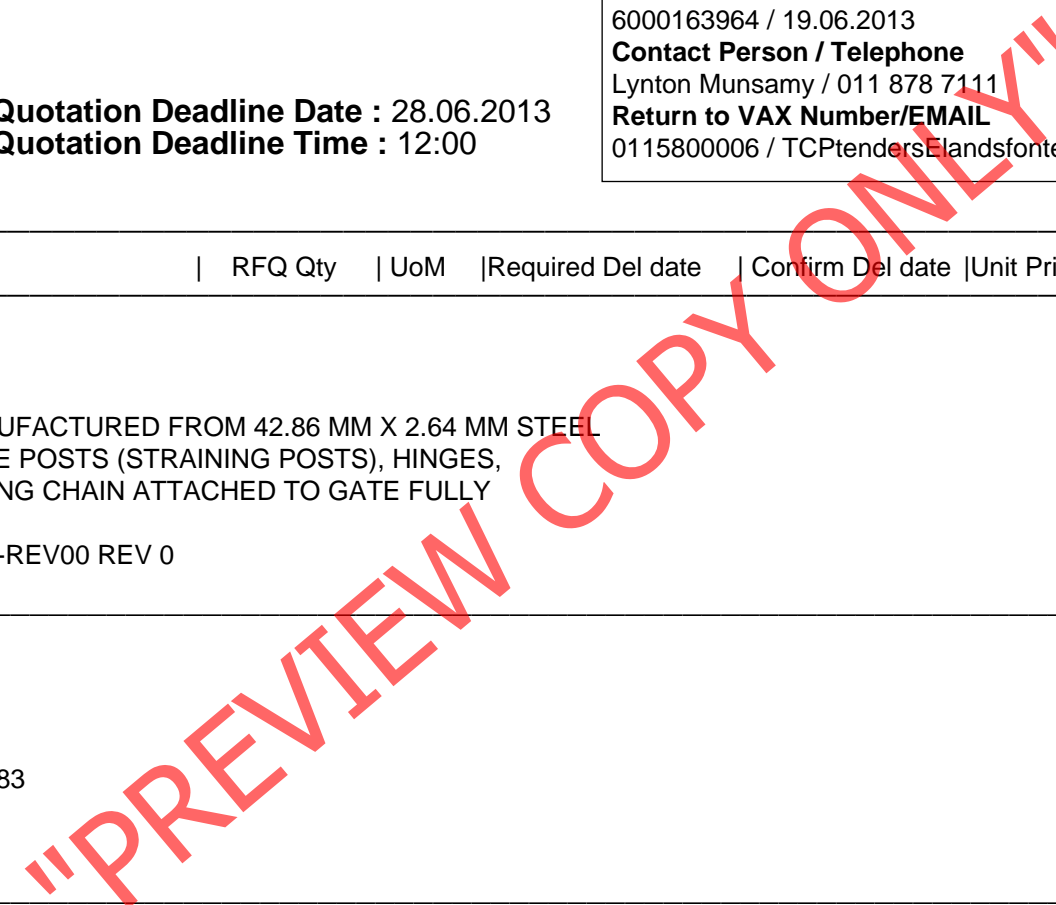 6000163964 / 19.06.2013
Contact Person / Telephone
Lynton Munsamy / 011 878 7111
Return to VAX Number/EMAIL
0115800006 / TCPtendersElandsfonte
Quotation Deadline Date : 28.06.2013
Quotation Deadline Time : 12:00
| RFQ Qty | UoM |Required Del date | Confirm Del date |Unit Pri
UFACTURED FROM 42.86 MM X 2.64 MM STEEL
E POSTS (STRAINING POSTS), HINGES,
NG CHAIN ATTACHED TO GATE FULLY
-REV00 REV 0
83
"PREVIEW COPY ONLY"